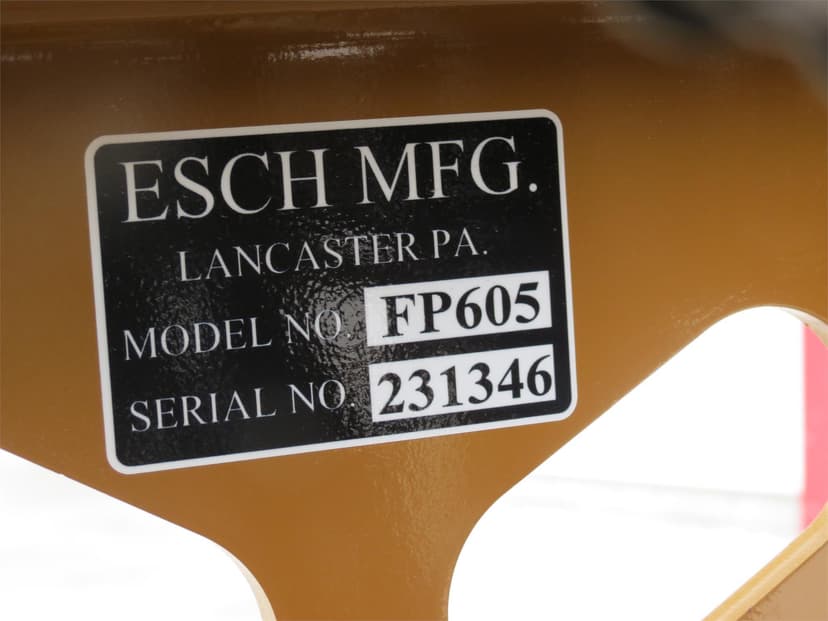 ESCH MFG.
LANCASTER PA.
MODEL NO. FP605
SERIAL NO. 231346